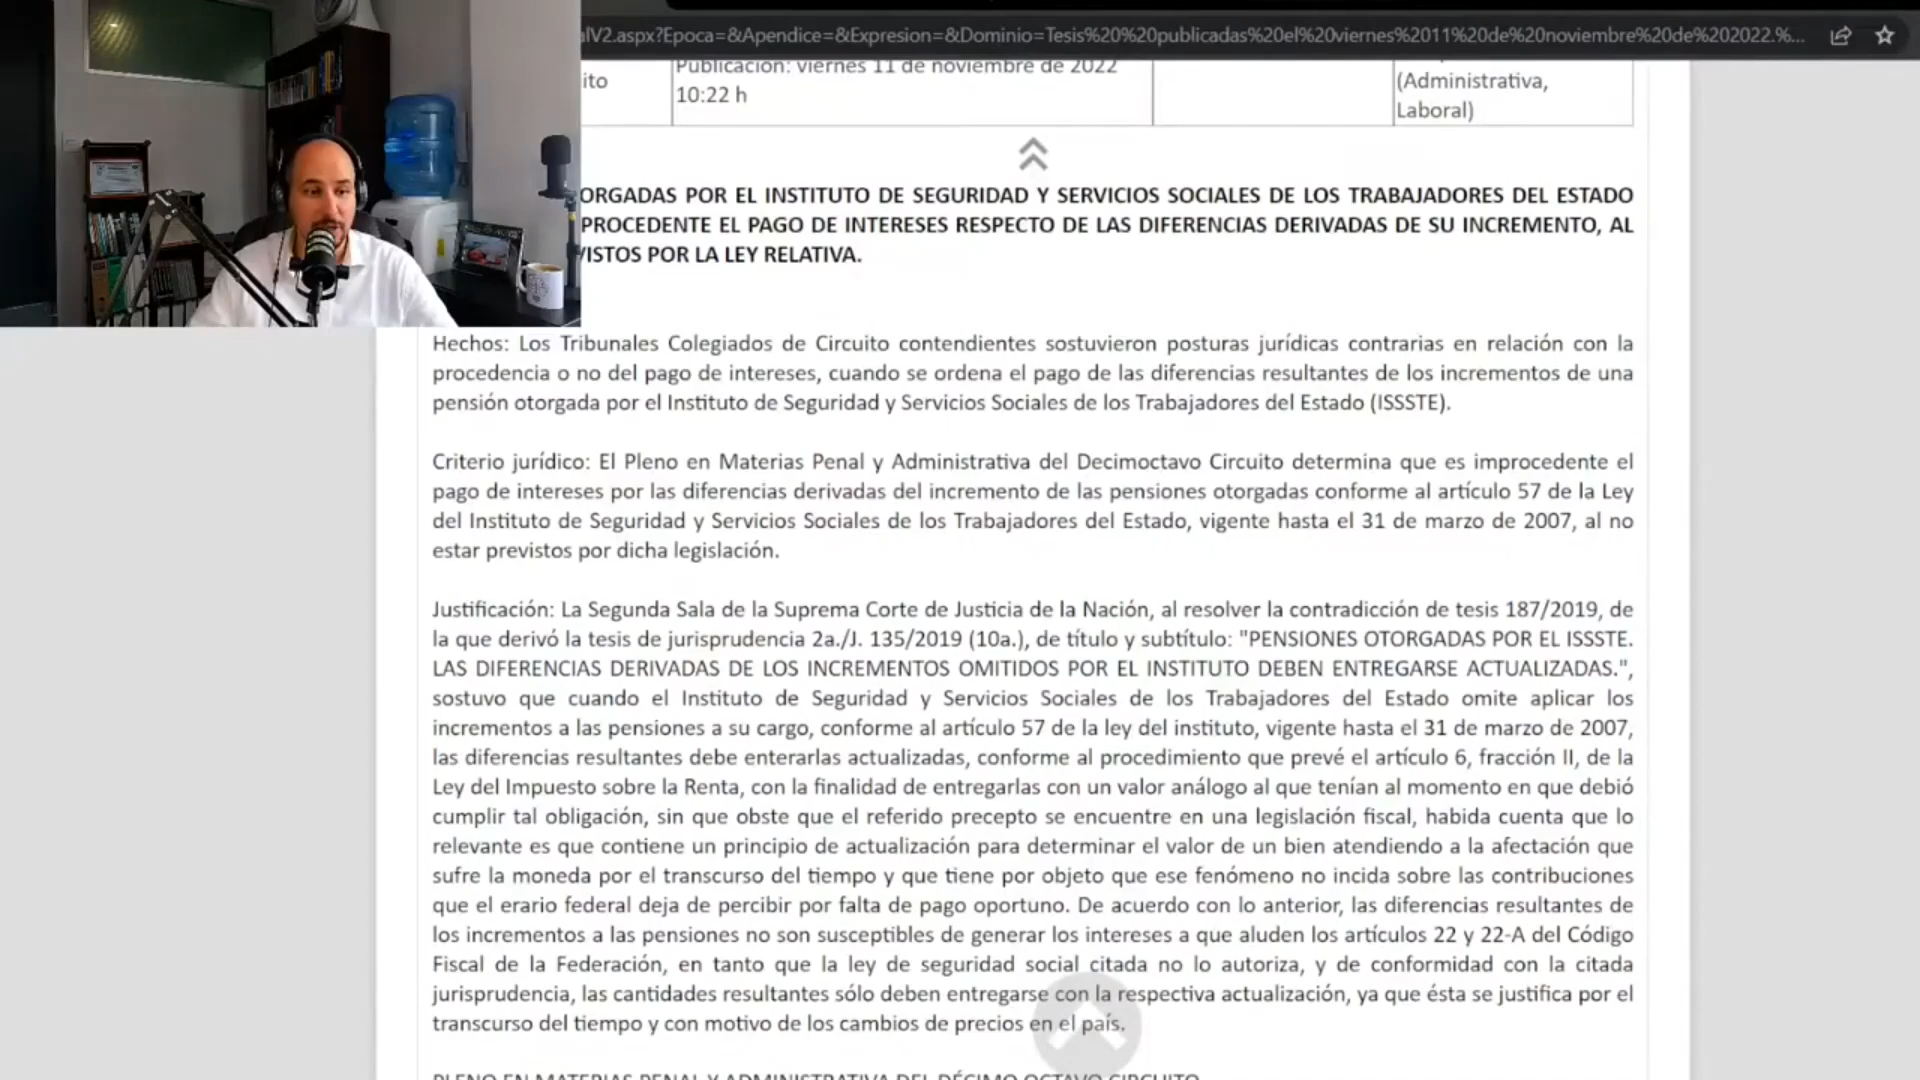 lV2.aspx?Epoca=&Apendice=&Expresion=&Dominio=Tesis%20%20publicadas%20el%20viernes%2011%20de%20noviembre%20de%202022.%...
ito
Publicación: viernes 11 de noviembre de 2022
10:22 h
(Administrativa,
Laboral)
ORGADAS POR EL INSTITUTO DE SEGURIDAD Y SERVICIOS SOCIALES DE LOS TRABAJADORES DEL ESTADO
PROCEDENTE EL PAGO DE INTERESES RESPECTO DE LAS DIFERENCIAS DERIVADAS DE SU INCREMENTO, AL
VISTOS POR LA LEY RELATIVA.
Hechos: Los Tribunales Colegiados de Circuito contendientes sostuvieron posturas jurídicas contrarias en relación con la
procedencia o no del pago de intereses, cuando se ordena el pago de las diferencias resultantes de los incrementos de una
pensión otorgada por el Instituto de Seguridad y Servicios Sociales de los Trabajadores del Estado (ISSSTE).
Criterio jurídico: El Pleno en Materias Penal y Administrativa del Decimoctavo Circuito determina que es improcedente el
pago de intereses por las diferencias derivadas del incremento de las pensiones otorgadas conforme al artículo 57 de la Ley
del Instituto de Seguridad y Servicios Sociales de los Trabajadores del Estado, vigente hasta el 31 de marzo de 2007, al no
estar previstos por dicha legislación.
Justificación: La Segunda Sala de la Suprema Corte de Justicia de la Nación, al resolver la contradicción de tesis 187/2019, de
la que derivó la tesis de jurisprudencia 2a./J. 135/2019 (10a.), de título y subtítulo: "PENSIONES OTORGADAS POR EL ISSSTE.
LAS DIFERENCIAS DERIVADAS DE LOS INCREMENTOS OMITIDOS POR EL INSTITUTO DEBEN ENTREGARSE ACTUALIZADAS.",
sostuvo que cuando el Instituto de Seguridad y Servicios Sociales de los Trabajadores del Estado omite aplicar los
incrementos a las pensiones a su cargo, conforme al artículo 57 de la ley del instituto, vigente hasta el 31 de marzo de 2007,
las diferencias resultantes debe enterarlas actualizadas, conforme al procedimiento que prevé el artículo 6, fracción II, de la
Ley del Impuesto sobre la Renta, con la finalidad de entregarlas con un valor análogo al que tenían al momento en que debió
cumplir tal obligación, sin que obste que el referido precepto se encuentre en una legislación fiscal, habida cuenta que lo
relevante es que contiene un principio de actualización para determinar el valor de un bien atendiendo a la afectación que
sufre la moneda por el transcurso del tiempo y que tiene por objeto que ese fenómeno no incida sobre las contribuciones
que el erario federal deja de percibir por falta de pago oportuno. De acuerdo con lo anterior, las diferencias resultantes de
los incrementos a las pensiones no son susceptibles de generar los intereses a que aluden los artículos 22 y 22-A del Código
Fiscal de la Federación, en tanto que la ley de seguridad social citada no lo autoriza, y de conformidad con la citada
jurisprudencia, las cantidades resultantes sólo deben entregarse con la respectiva actualización, ya que ésta se justifica por el
transcurso del tiempo y con motivo de los cambios de precios en el país.
PLENO EN MATERIAS PENAL Y ADMINISTRATIVA DEL DÉCIMO OCTAVO CIRCUITO